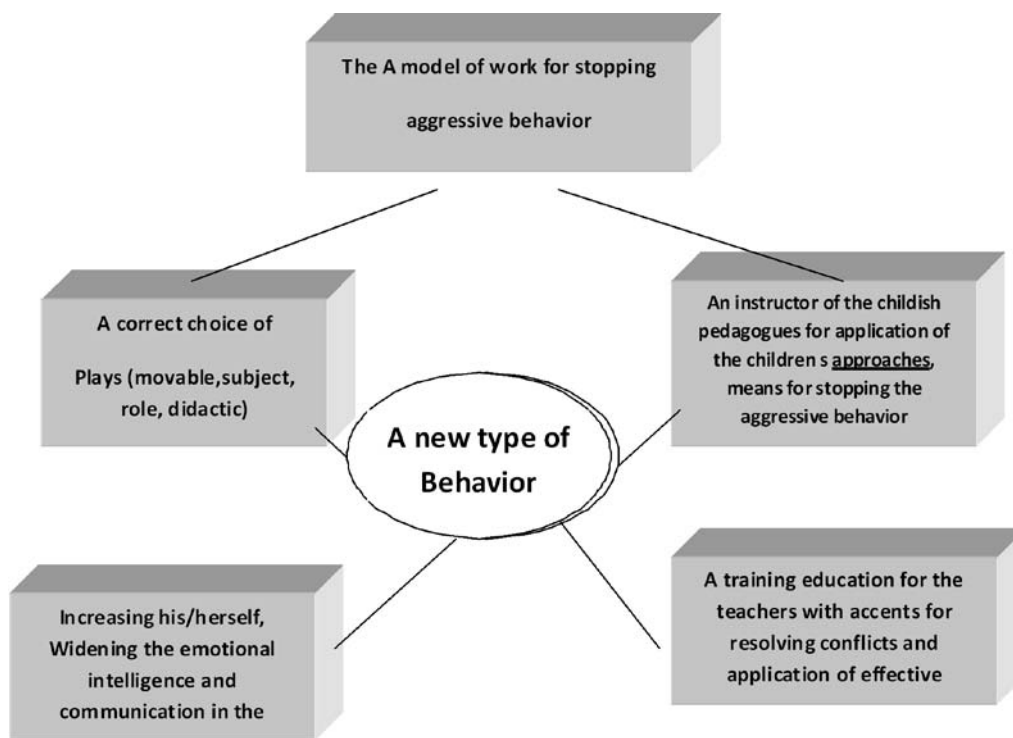 The A model of work for stopping
aggressive behavior
A correct choice of
Plays (movable,subject,
role, didactic)
An instructor of the childish
pedagogues for application of
the children s approaches,
means for stopping the
aggressive behavior
A new type of
Behavior
Increasing his/herself,
Widening the emotional
intelligence and
communication in the
A training education for the
teachers with accents for
resolving conflicts and
application of effective